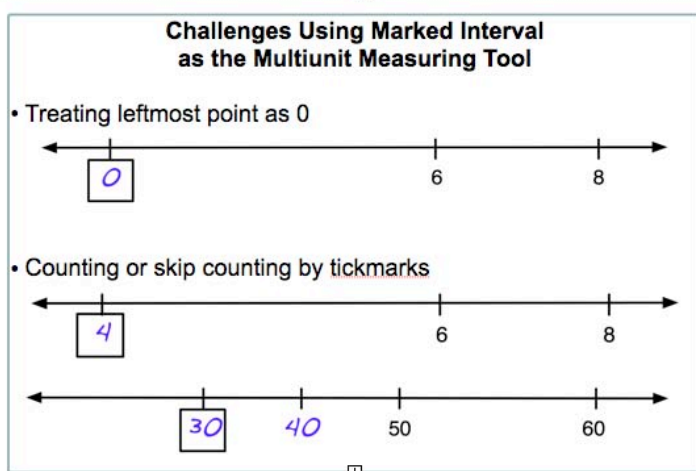 Challenges Using Marked Interval
as the Multiunit Measuring Tool
• Treating leftmost point as 0
0 6 8
• Counting or skip counting by tickmarks
4 6 8
30 40 50 60